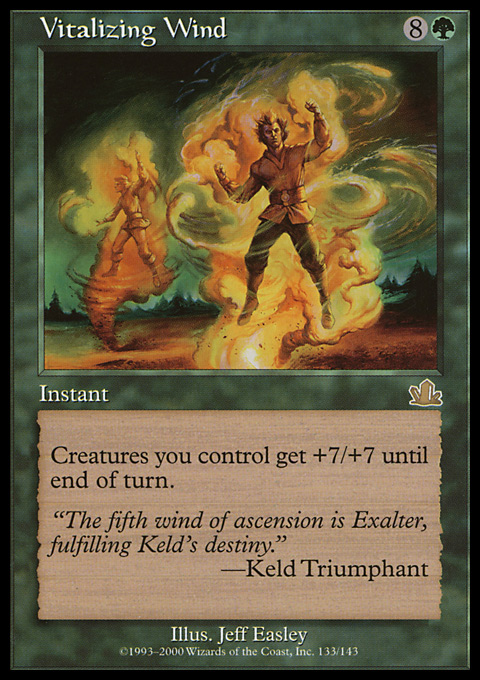 Vitalizing Wind 8
Instant
Creatures you control get +7/+7 until
end of turn.
“The fifth wind of ascension is Exalter,
fulfilling Keld’s destiny.”
—Keld Triumphant
Illus. Jeff Easley
©1993–2000 Wizards of the Coast, Inc. 133/143